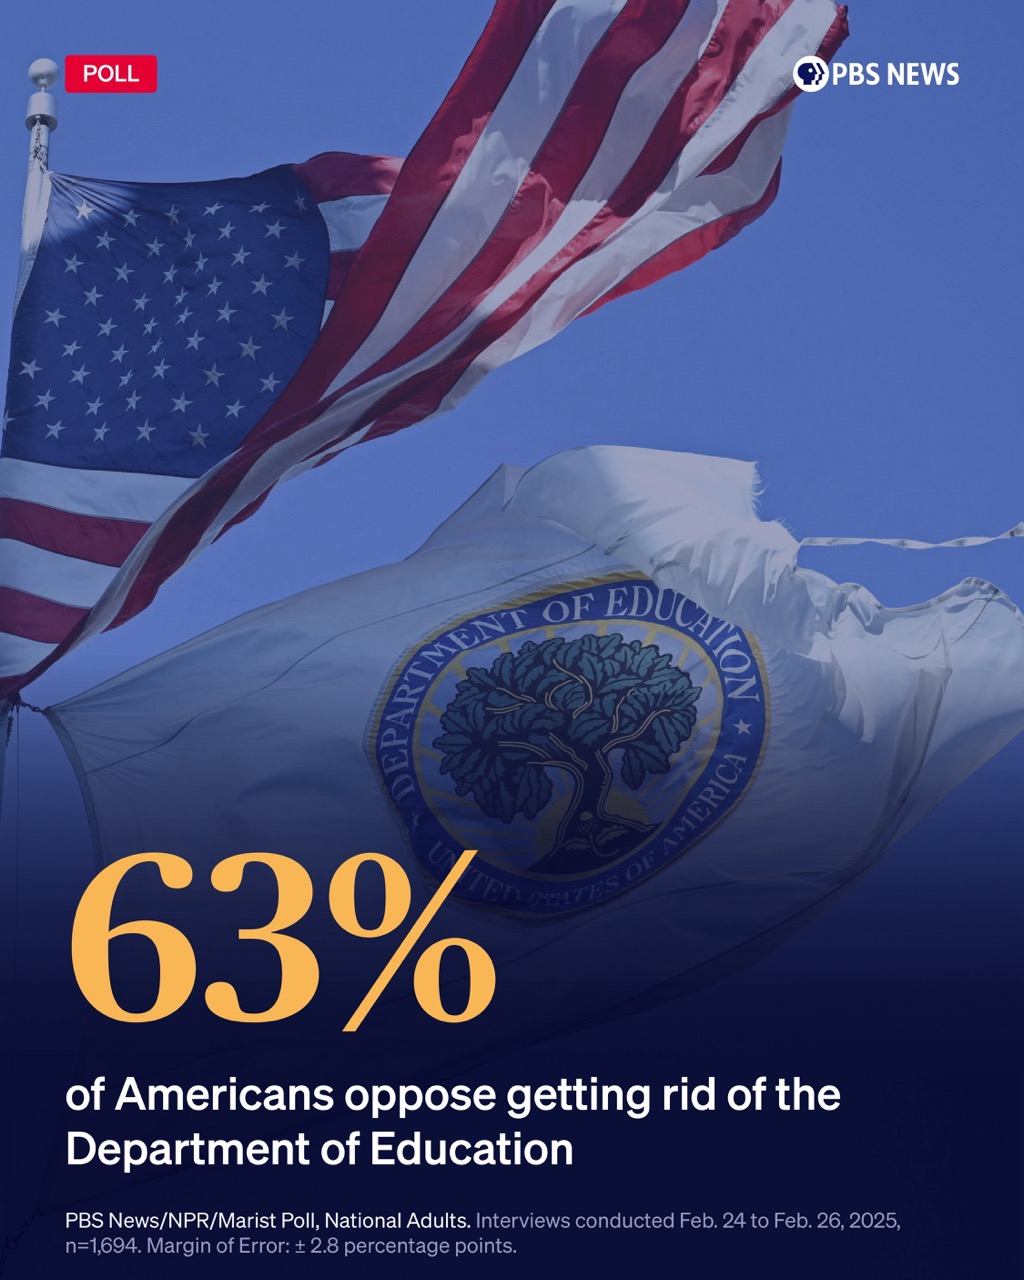 POLL
PBS NEWS
DEPARTMENT OF EDUCATION
UNITED STATES OF AMERICA
63%
of Americans oppose getting rid of the
Department of Education
PBS News/NPR/Marist Poll, National Adults. Interviews conducted Feb. 24 to Feb. 26, 2025,
n=1,694. Margin of Error: ± 2.8 percentage points.